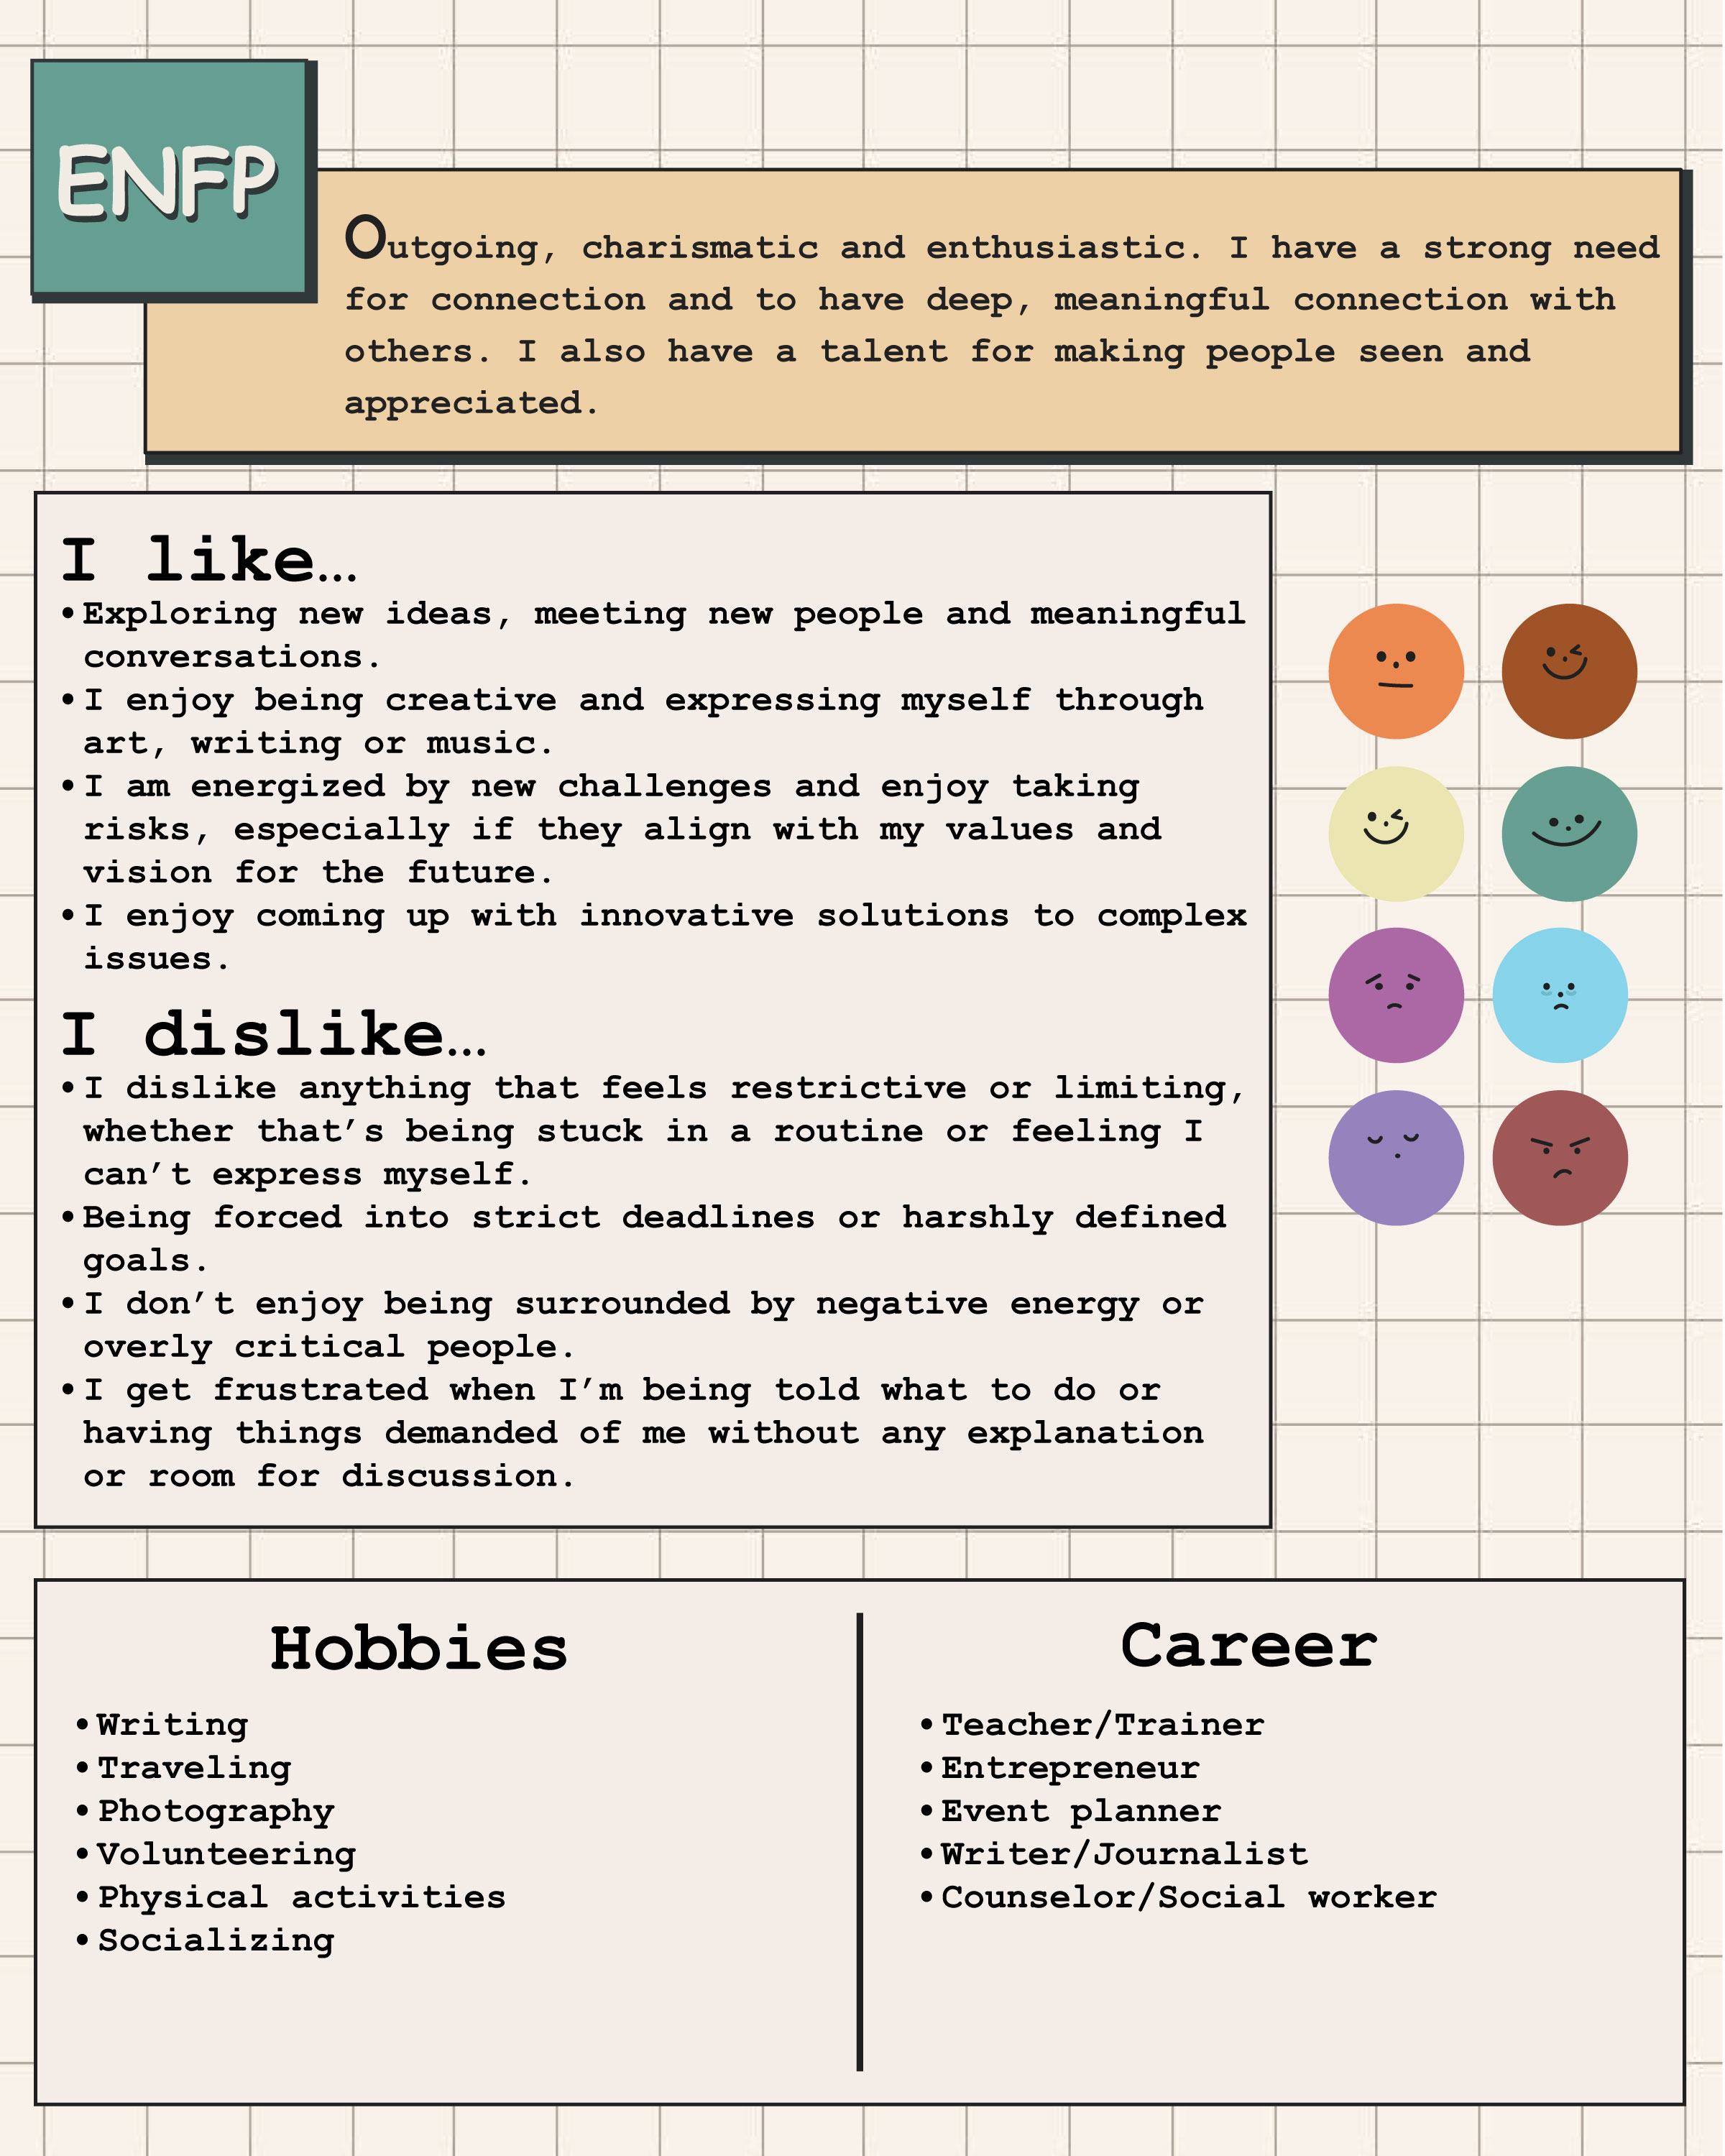 ENFP
Outgoing, charismatic and enthusiastic. I have a strong need
for connection and to have deep, meaningful connection with
others. I also have a talent for making people seen and
appreciated.
I like…
•Exploring new ideas, meeting new people and meaningful
conversations.
•I enjoy being creative and expressing myself through
art, writing or music.
•I am energized by new challenges and enjoy taking
risks, especially if they align with my values and
vision for the future.
•I enjoy coming up with innovative solutions to complex
issues.
I dislike…
•I dislike anything that feels restrictive or limiting,
whether that’s being stuck in a routine or feeling I
can’t express myself.
•Being forced into strict deadlines or harshly defined
goals.
•I don’t enjoy being surrounded by negative energy or
overly critical people.
•I get frustrated when I’m being told what to do or
having things demanded of me without any explanation
or room for discussion.
Hobbies
•Writing
•Traveling
•Photography
•Volunteering
•Physical activities
•Socializing
Career
•Teacher/Trainer
•Entrepreneur
•Event planner
•Writer/Journalist
•Counselor/Social worker